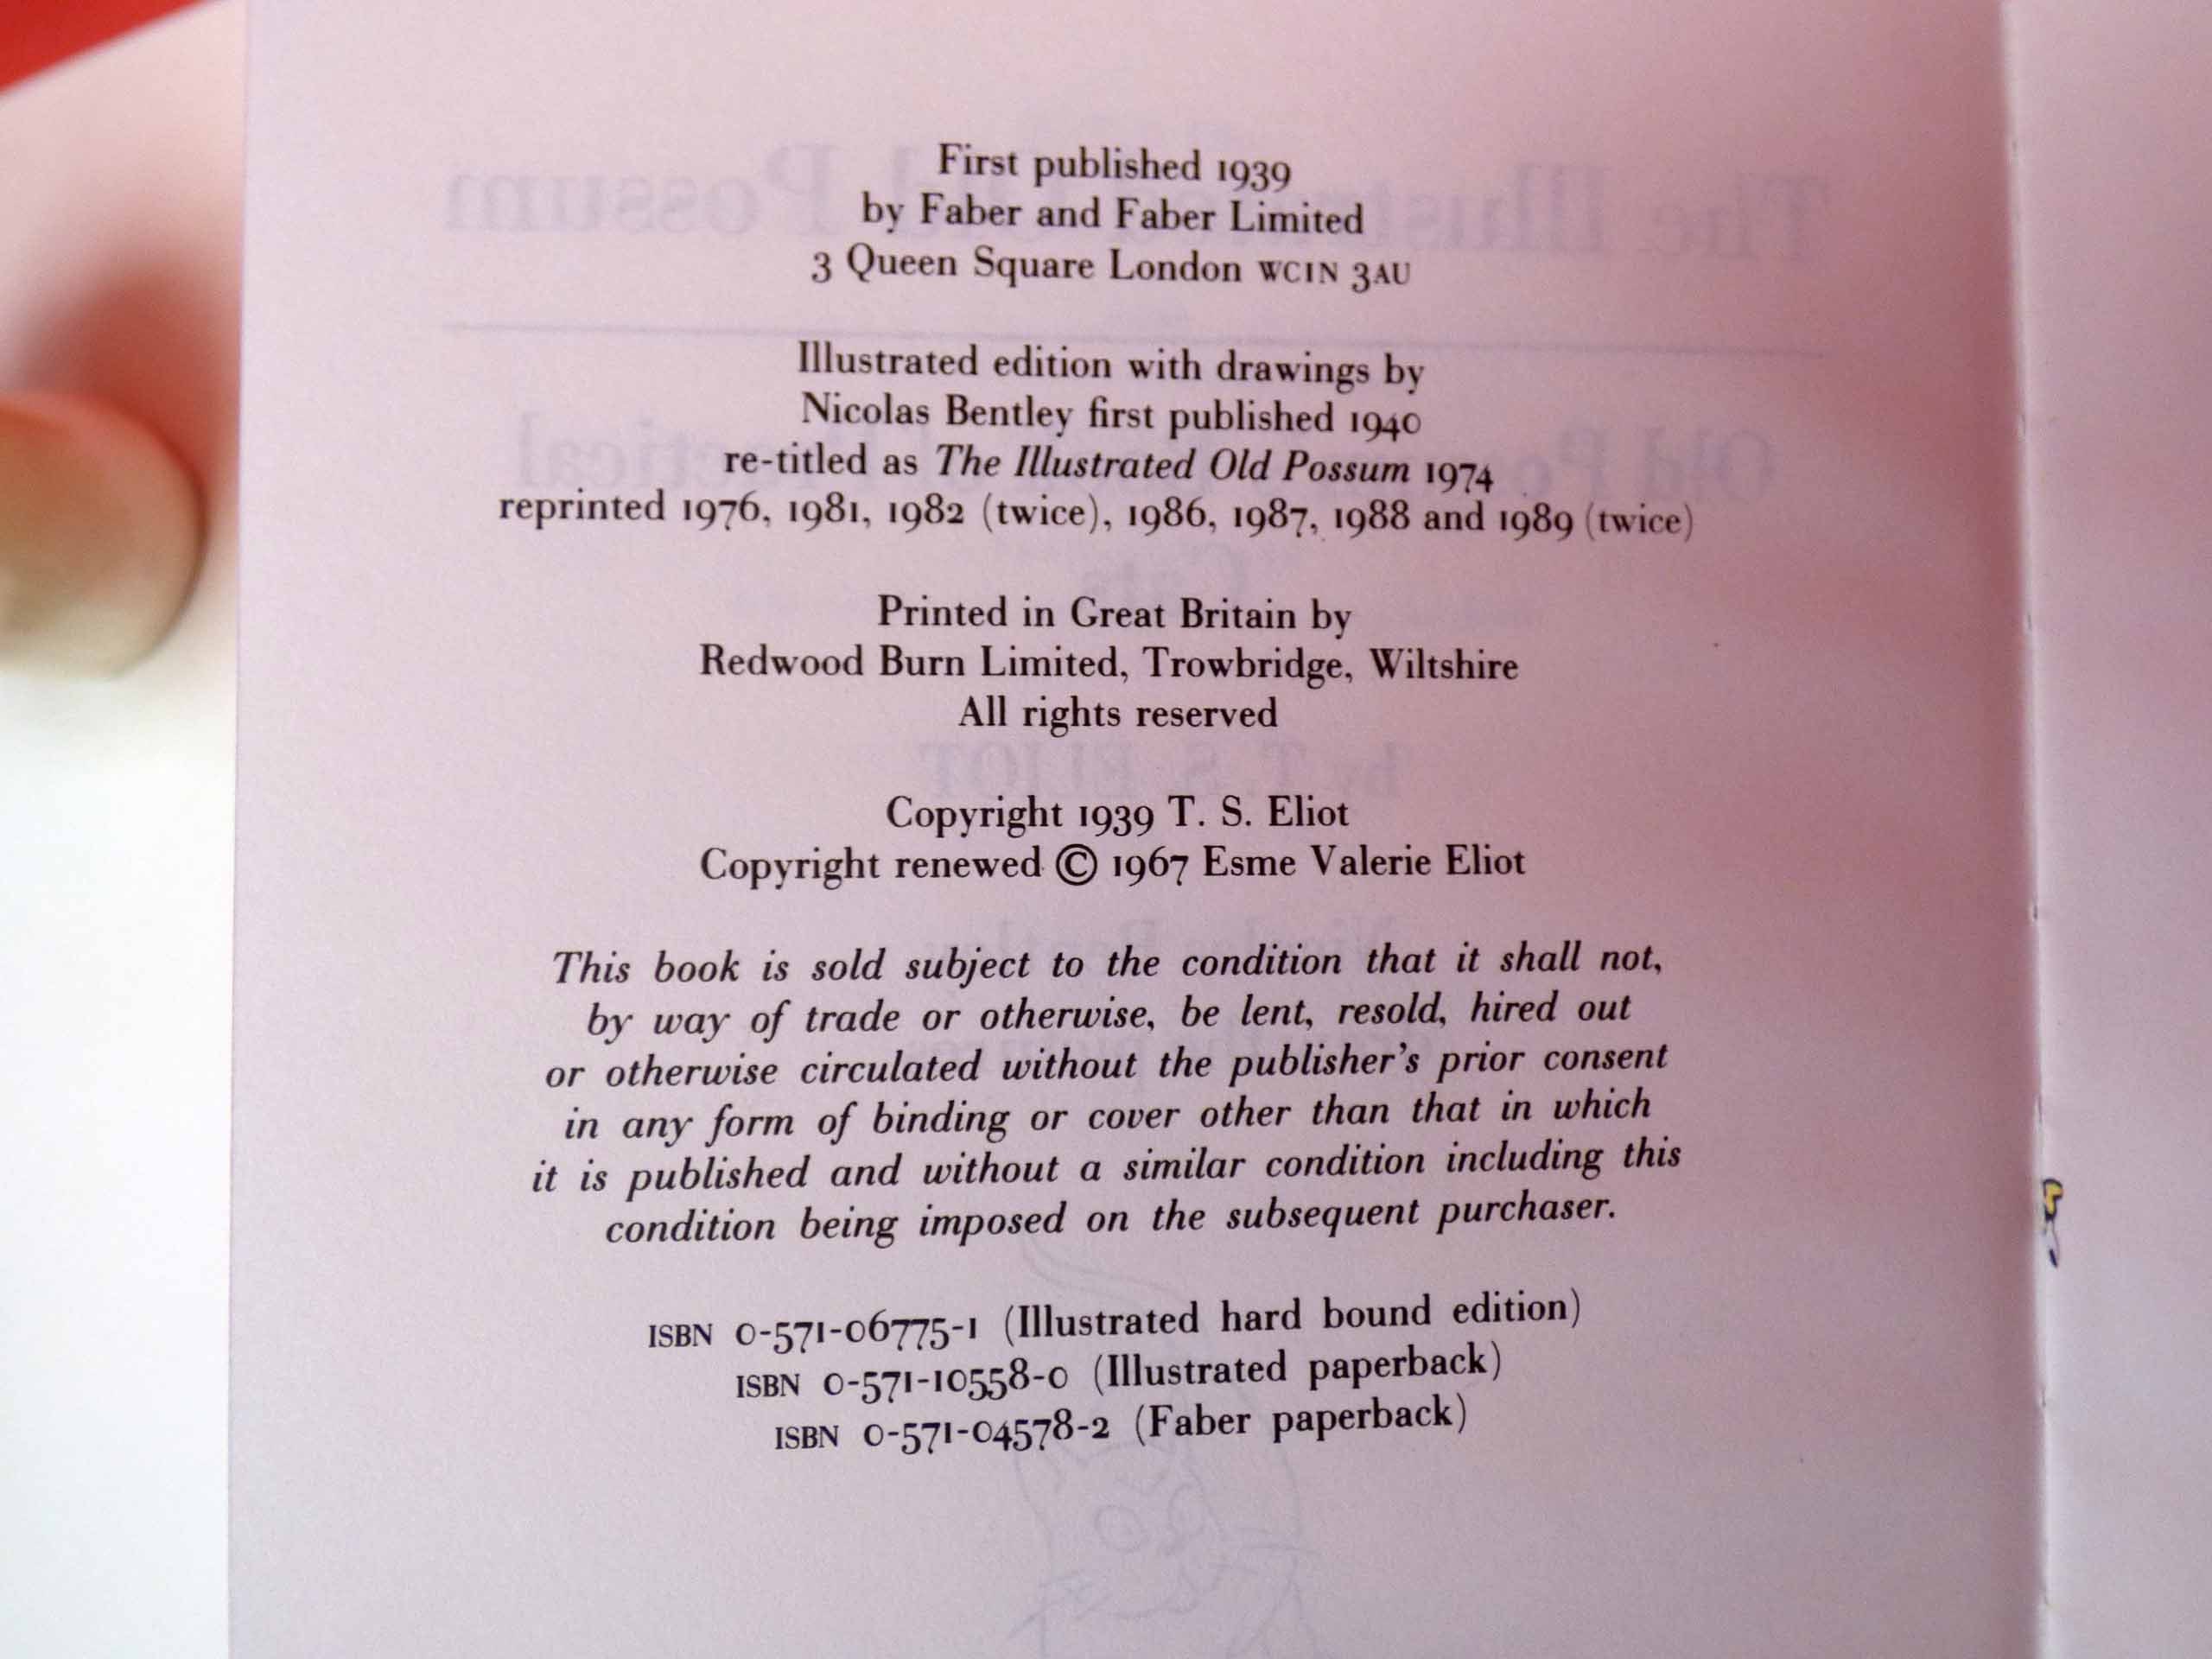 First published 1939
by Faber and Faber Limited
3 Queen Square London WC1N 3AU
Illustrated edition with drawings by
Nicolas Bentley first published 1940
re-titled as The Illustrated Old Possum 1974
reprinted 1976, 1981, 1982 (twice), 1986, 1987, 1988 and 1989 (twice)
Printed in Great Britain by
Redwood Burn Limited, Trowbridge, Wiltshire
All rights reserved
Copyright 1939 T. S. Eliot
Copyright renewed © 1967 Esme Valerie Eliot
This book is sold subject to the condition that it shall not,
by way of trade or otherwise, be lent, resold, hired out
or otherwise circulated without the publisher's prior consent
in any form of binding or cover other than that in which
it is published and without a similar condition including this
condition being imposed on the subsequent purchaser.
ISBN 0-571-06775-1 (Illustrated hard bound edition)
ISBN 0-571-10558-0 (Illustrated paperback)
ISBN 0-571-04578-2 (Faber paperback)